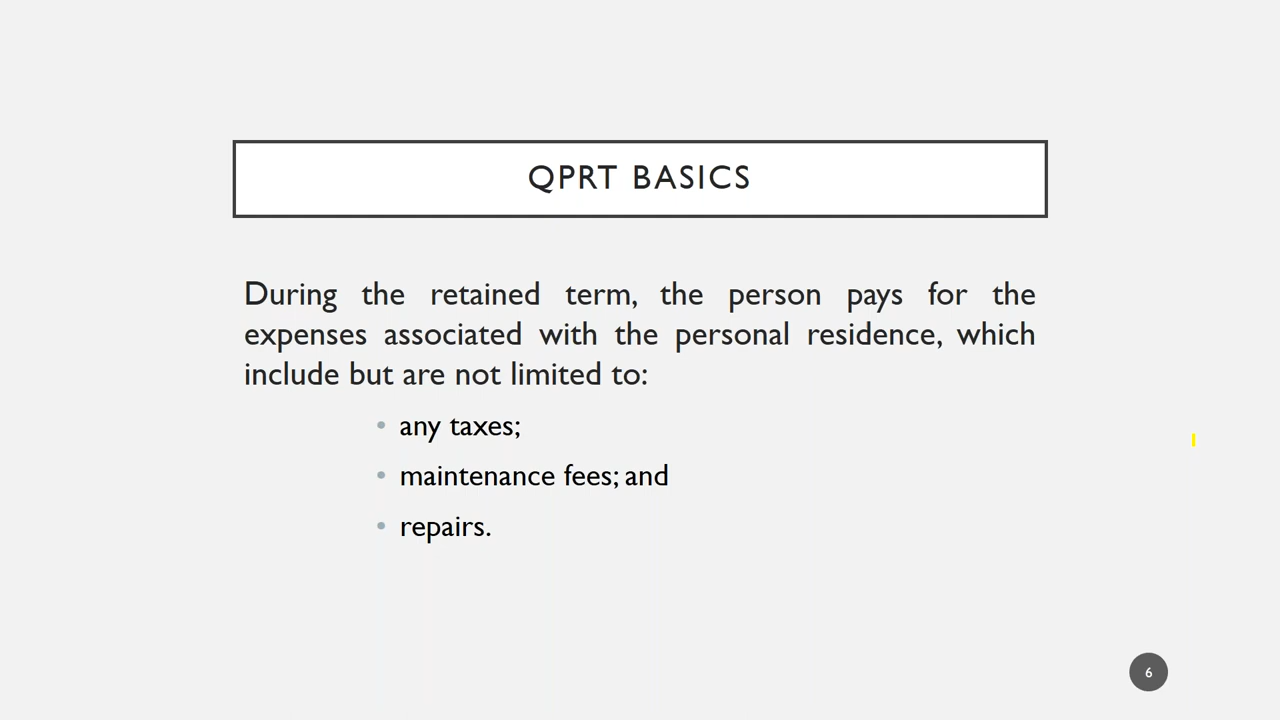 QPRT BASICS
During the retained term, the person pays for the
expenses associated with the personal residence, which
include but are not limited to:
• any taxes;
• maintenance fees; and
• repairs.
6